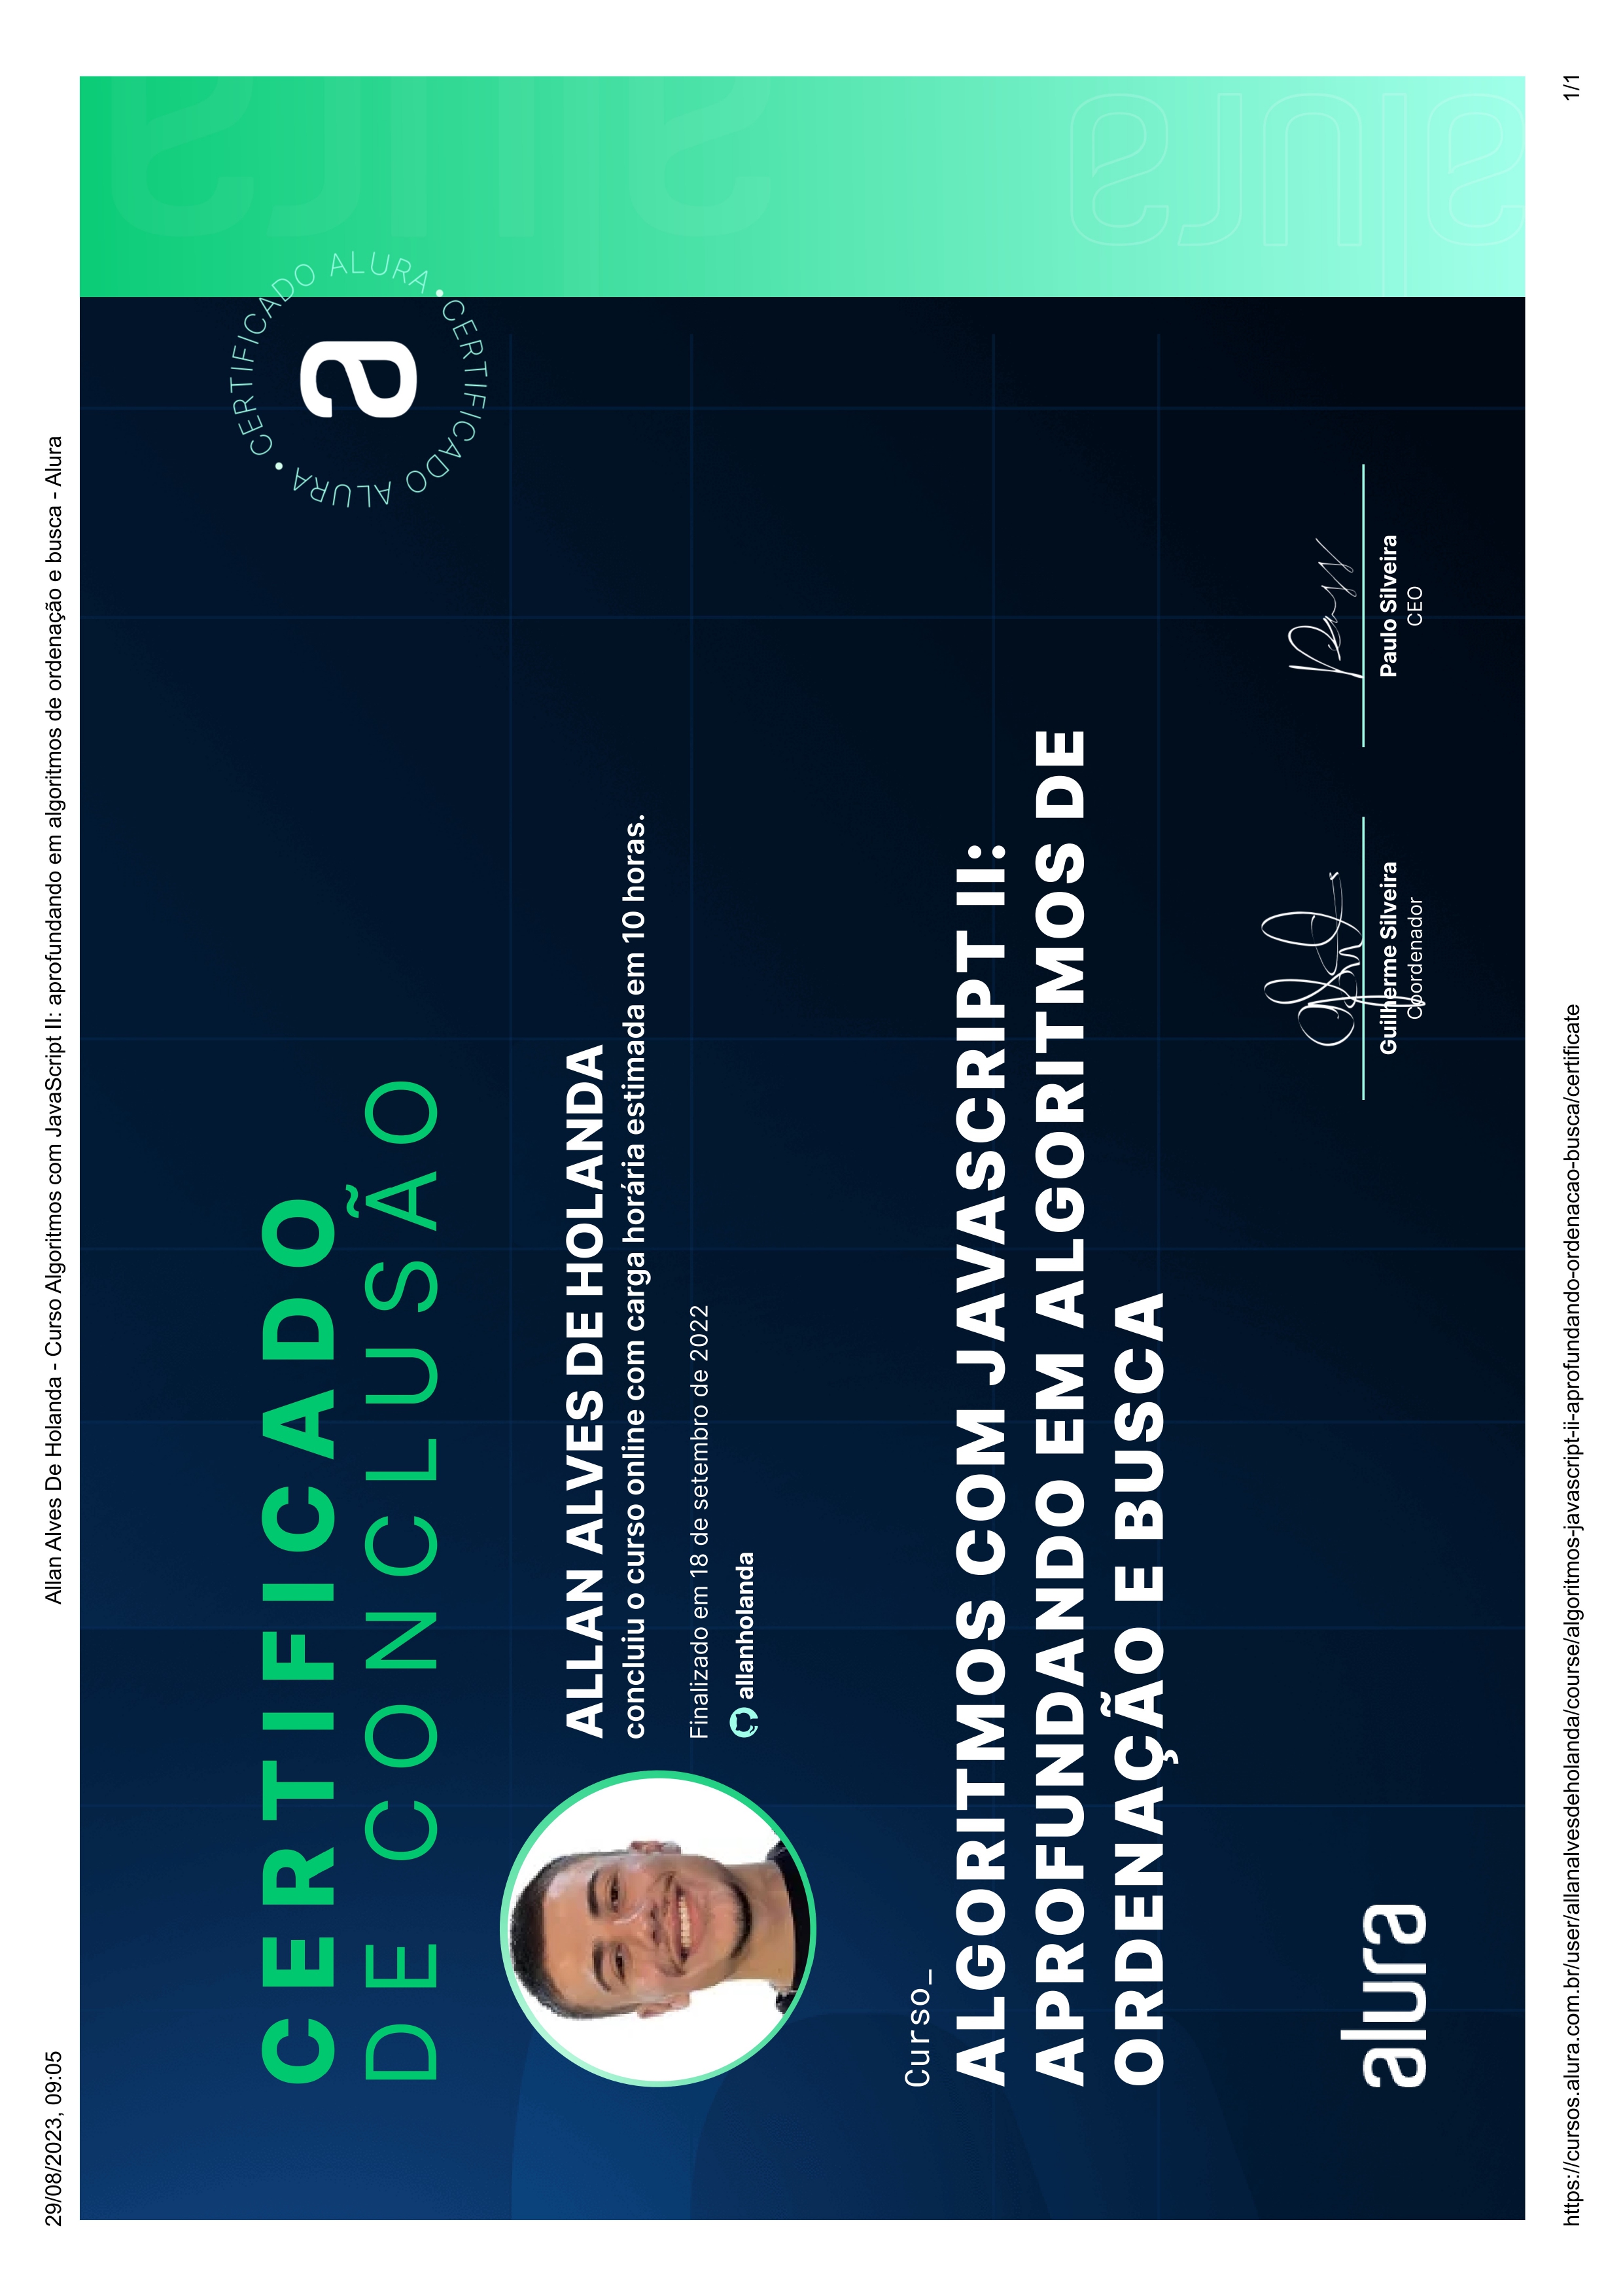 29/08/2023, 09:05
Allan Alves De Holanda - Curso Algoritmos com JavaScript II: aprofundando em algoritmos de ordenação e busca - Alura
CERTIFICADO
DE CONCLUSÃO
• CERTIFICADO ALURA • CERTIFICADO ALURA
a
ALLAN ALVES DE HOLANDA
concluiu o curso online com carga horária estimada em 10 horas.
Finalizado em 18 de setembro de 2022
allanholanda
Curso_
ALGORITMOS COM JAVASCRIPT II:
APROFUNDANDO EM ALGORITMOS DE
ORDENAÇÃO E BUSCA
alura
Guilherme Silveira
Coordenador
Paulo Silveira
CEO
alura
alura
https://cursos.alura.com.br/user/allanalvesdeholanda/course/algoritmos-javascript-ii-aprofundando-ordenacao-busca/certificate
1/1